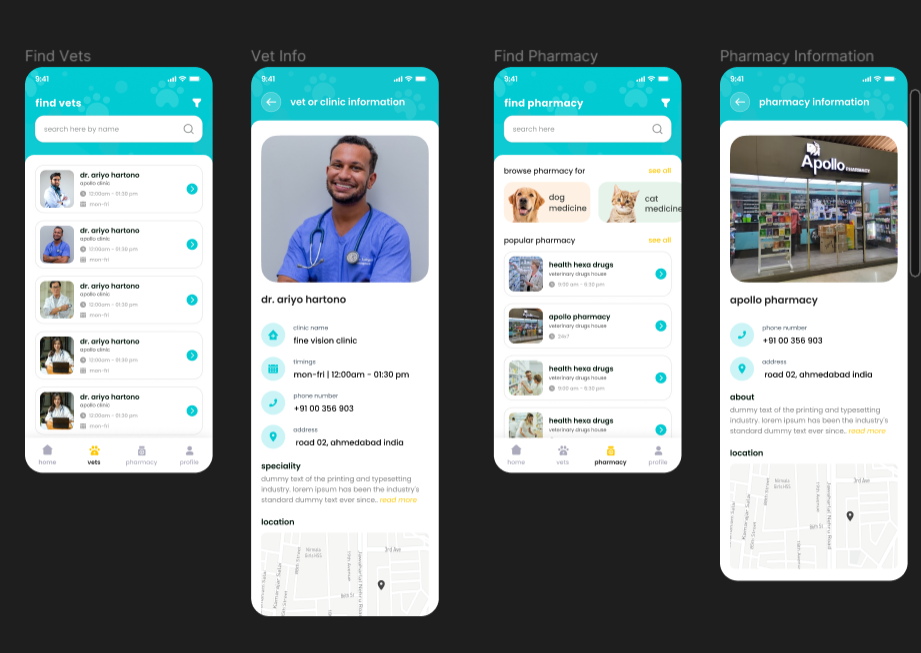 Find Vets
9:41
find vets
search here by name
dr. ariyo hartono
apollo clinic
12:00am - 01:30 pm
mon-fri
dr. ariyo hartono
apollo clinic
12:00am - 01:30 pm
mon-fri
dr. ariyo hartono
apollo clinic
12:00am - 01:30 pm
mon-fri
dr. ariyo hartono
apollo clinic
12:00am - 01:30 pm
mon-fri
dr. ariyo hartono
apollo clinic
12:00am - 01:30 pm
mon-fri
home
vets
pharmacy
profile
Vet Info
9:41
vet or clinic information
dr. ariyo hartono
clinic name
fine vision clinic
timings
mon-fri | 12:00am - 01:30 pm
phone number
+91 00 356 903
address
road 02, ahmedabad india
speciality
dummy text of the printing and typesetting
industry. lorem ipsum has been the industry's
standard dummy text ever since.. read more
location
3rd Ave
Find Pharmacy
9:41
find pharmacy
search here
browse pharmacy for
see all
dog
medicine
cat
medicine
popular pharmacy
see all
health hexa drugs
veterinary drugs house
9:00 am - 6:30 pm
apollo pharmacy
veterinary drugs house
24x7
health hexa drugs
veterinary drugs house
9:00 am - 6:30 pm
health hexa drugs
veterinary drugs house
home
vets
pharmacy
profile
Pharmacy Information
9:41
pharmacy information
Apollo PHARMACY
apollo pharmacy
phone number
+91 00 356 903
address
road 02, ahmedabad india
about
dummy text of the printing and typesetting
industry. lorem ipsum has been the industry's
standard dummy text ever since.. read more
location
3rd Ave